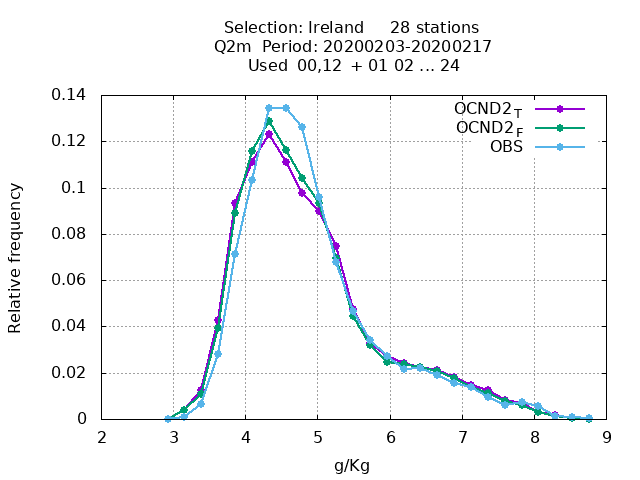 Selection: Ireland     28 stations
Q2m  Period: 20200203-20200217
Used  00,12  + 01 02 ... 24
OCND2_T
OCND2_F
OBS
0.14
0.12
0.1
0.08
0.06
0.04
0.02
0
Relative frequency
2 3 4 5 6 7 8 9
g/Kg